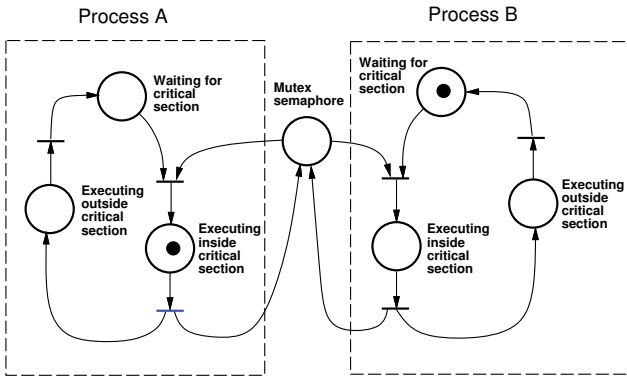 Process A
Process B
Waiting for
critical
section
Mutex
semaphore
Waiting for
critical
section
Executing
outside
critical
section
Executing
inside
critical
section
Executing
inside
critical
section
Executing
outside
critical
section